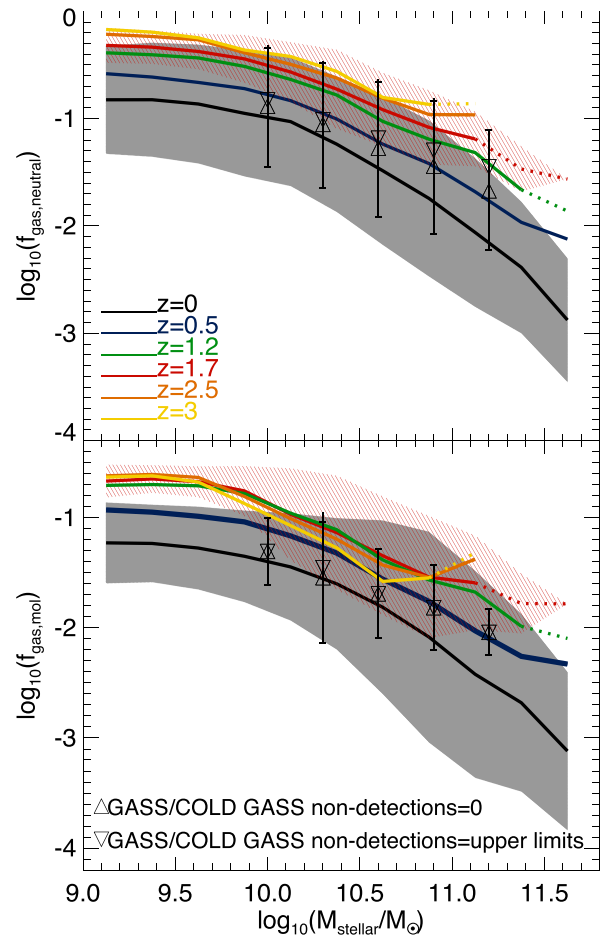 0
-1
-2
-3
-4
log10(fgas,neutral)
z=0
z=0.5
z=1.2
z=1.7
z=2.5
z=3
-1
-2
-3
-4
log10(fgas,mol)
△GASS/COLD GASS non-detections=0
▽GASS/COLD GASS non-detections=upper limits
9.0 9.5 10.0 10.5 11.0 11.5
log10(Mstellar/M⊙)